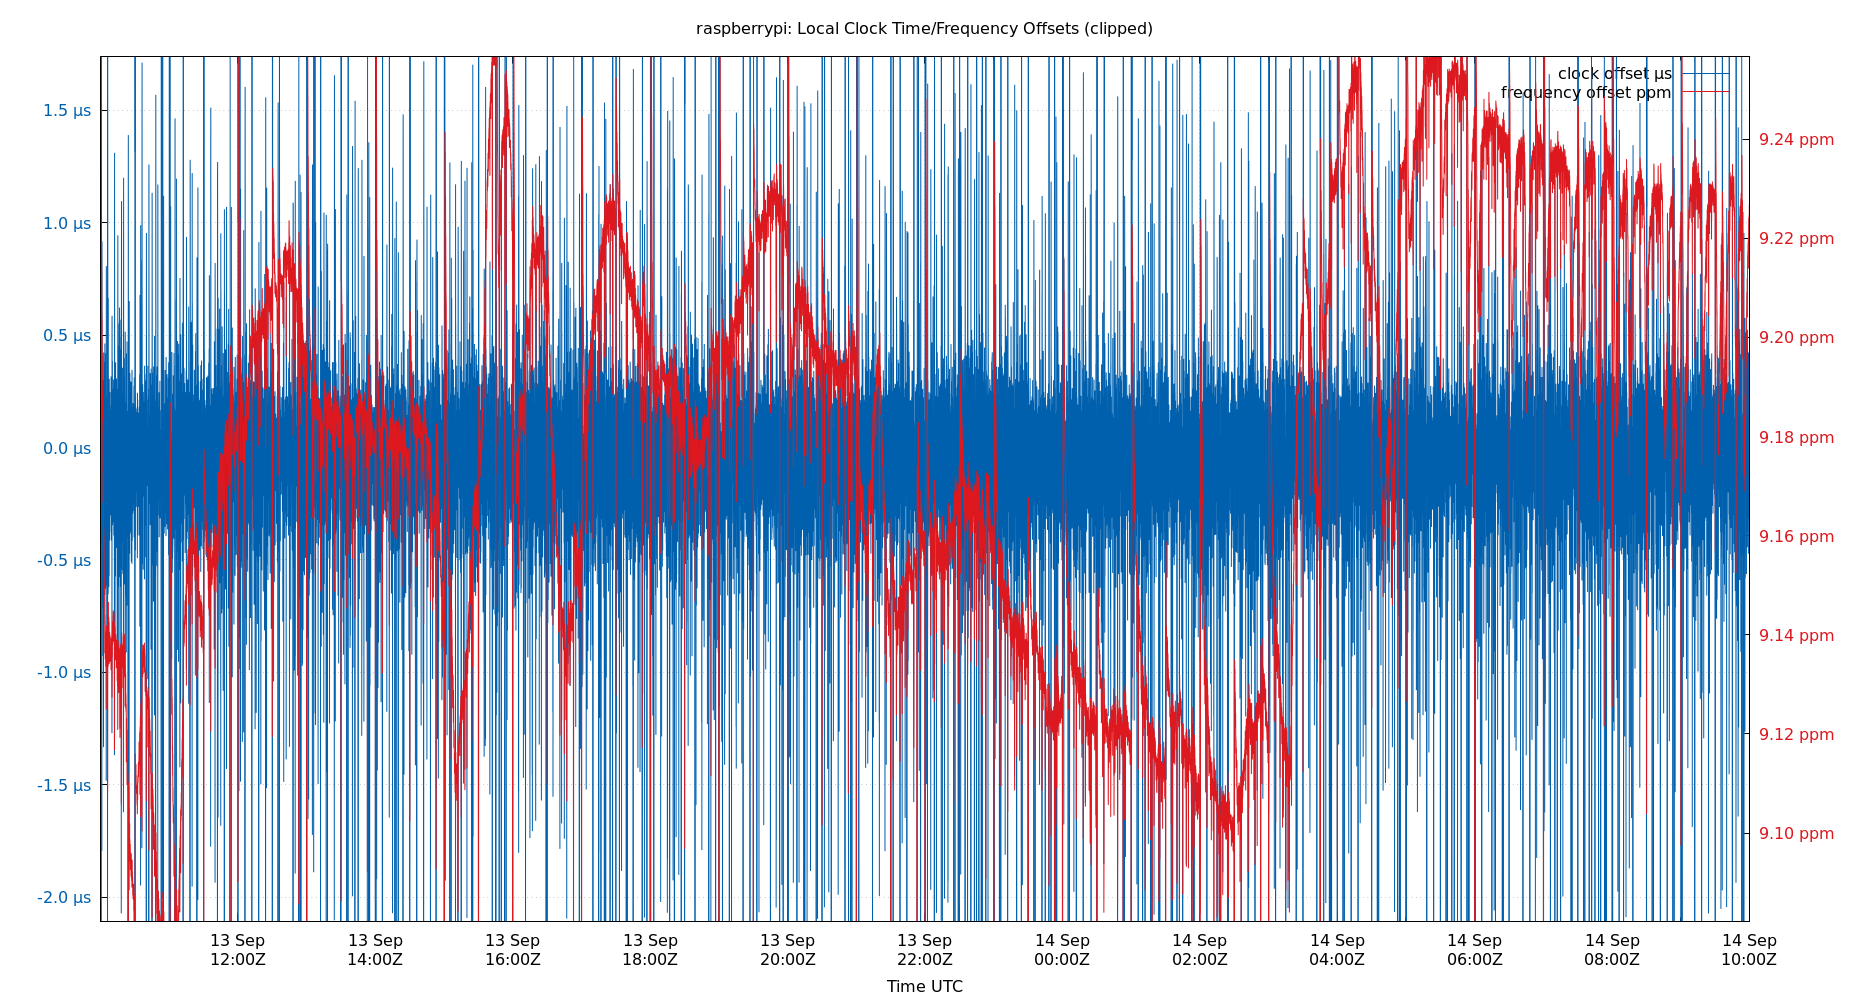 raspberrypi: Local Clock Time/Frequency Offsets (clipped)
clock offset µs
frequency offset ppm
1.5 µs
1.0 µs
0.5 µs
0.0 µs
-0.5 µs
-1.0 µs
-1.5 µs
-2.0 µs
9.24 ppm
9.22 ppm
9.20 ppm
9.18 ppm
9.16 ppm
9.14 ppm
9.12 ppm
9.10 ppm
13 Sep
12:00Z
13 Sep
14:00Z
13 Sep
16:00Z
13 Sep
18:00Z
13 Sep
20:00Z
13 Sep
22:00Z
14 Sep
00:00Z
14 Sep
02:00Z
14 Sep
04:00Z
14 Sep
06:00Z
14 Sep
08:00Z
14 Sep
10:00Z
Time UTC